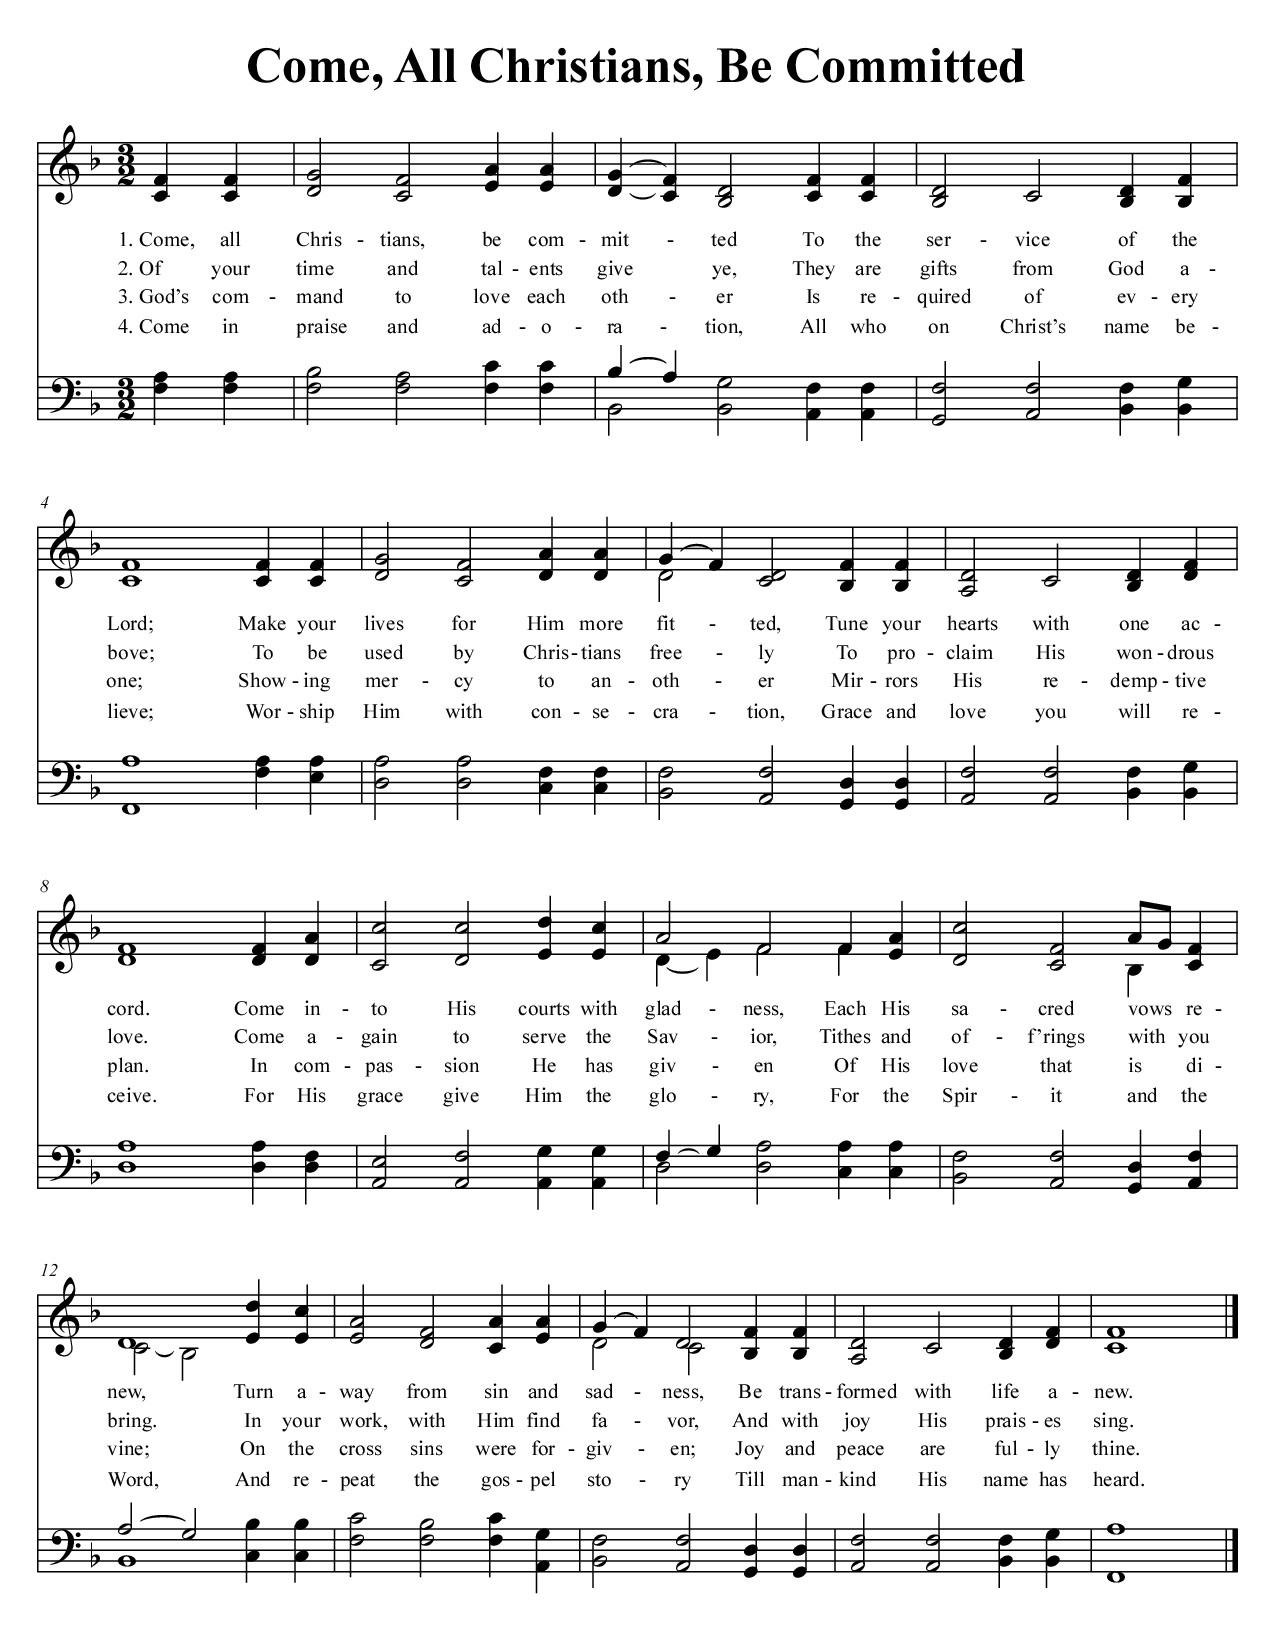 Come, All Christians, Be Committed
3 2
1. Come, all Chris - tians, be com - mit - ted To the ser - vice of the
2. Of your time and tal - ents give ye, They are gifts from God a -
3. God’s com - mand to love each oth - er Is re - quired of ev - ery
4. Come in praise and ad - o - ra - tion, All who on Christ’s name be -
3 2
4
Lord; Make your lives for Him more fit - ted, Tune your hearts with one ac -
bove; To be used by Chris - tians free - ly To pro - claim His won - drous
one; Show - ing mer - cy to an - oth - er Mir - rors His re - demp - tive
lieve; Wor - ship Him with con - se - cra - tion, Grace and love you will re -
8
cord. Come in - to His courts with glad - ness, Each His sa - cred vows re -
love. Come a - gain to serve the Sav - ior, Tithes and of - f’rings with you
plan. In com - pas - sion He has giv - en Of His love that is di -
ceive. For His grace give Him the glo - ry, For the Spir - it and the
12
new, Turn a - way from sin and sad - ness, Be trans - formed with life a - new.
bring. In your work, with Him find fa - vor, And with joy His prais - es sing.
vine; On the cross sins were for - giv - en; Joy and peace are ful - ly thine.
Word, And re - peat the gos - pel sto - ry Till man - kind His name has heard.